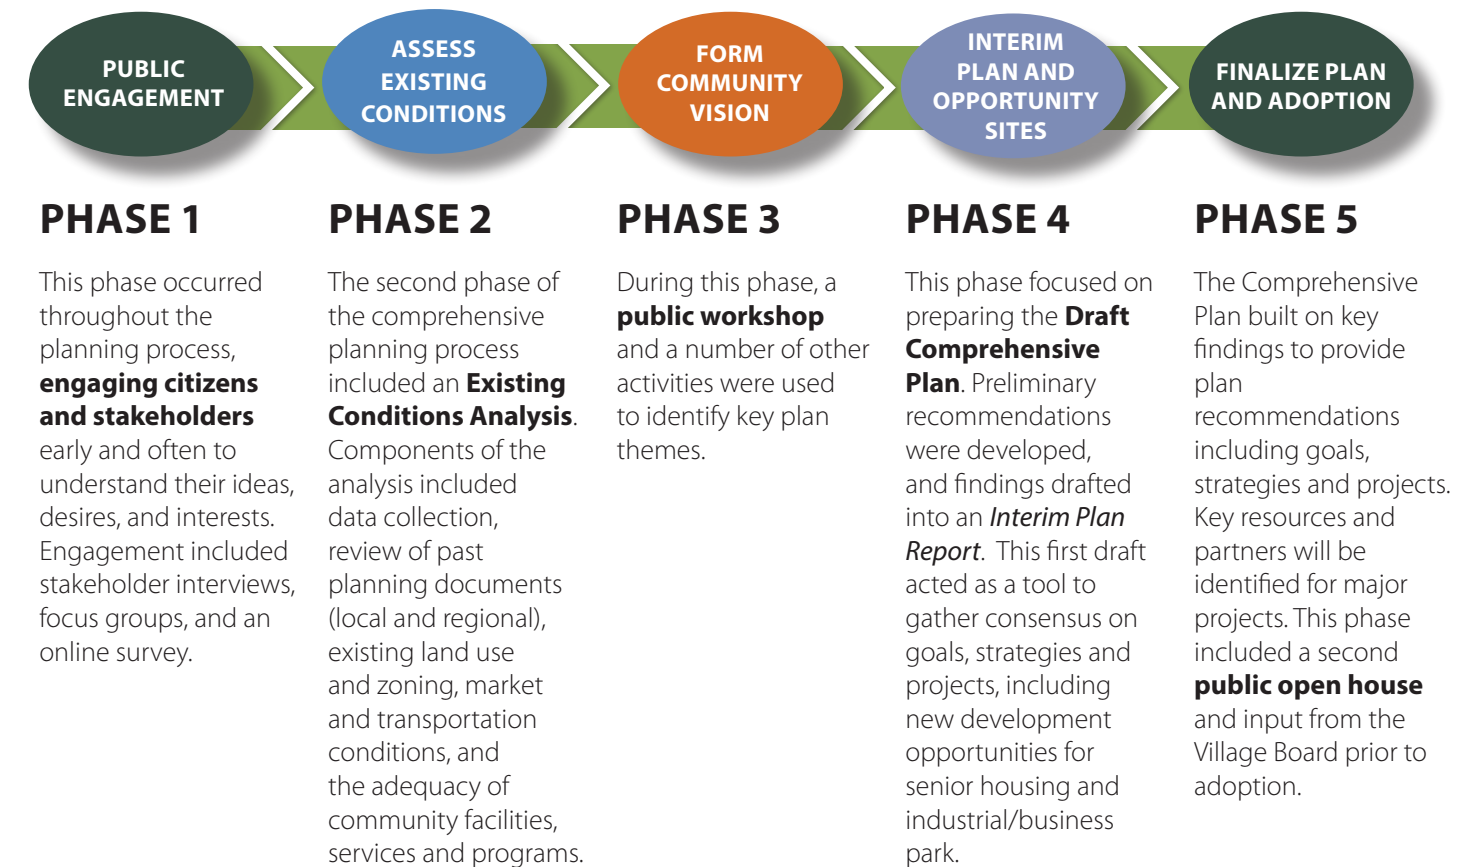 PUBLIC
ENGAGEMENT
ASSESS
EXISTING
CONDITIONS
FORM
COMMUNITY
VISION
INTERIM
PLAN AND
OPPORTUNITY
SITES
FINALIZE PLAN
AND ADOPTION
PHASE 1
This phase occurred
throughout the
planning process,
engaging citizens
and stakeholders
early and often to
understand their ideas,
desires, and interests.
Engagement included
stakeholder interviews,
focus groups, and an
online survey.
PHASE 2
The second phase of
the comprehensive
planning process
included an Existing
Conditions Analysis.
Components of the
analysis included
data collection,
review of past
planning documents
(local and regional),
existing land use
and zoning, market
and transportation
conditions, and
the adequacy of
community facilities,
services and programs.
PHASE 3
During this phase, a
public workshop
and a number of other
activities were used
to identify key plan
themes.
PHASE 4
This phase focused on
preparing the Draft
Comprehensive
Plan. Preliminary
recommendations
were developed,
and findings drafted
into an Interim Plan
Report. This first draft
acted as a tool to
gather consensus on
goals, strategies and
projects, including
new development
opportunities for
senior housing and
industrial/business
park.
PHASE 5
The Comprehensive
Plan built on key
findings to provide
plan
recommendations
including goals,
strategies and projects.
Key resources and
partners will be
identified for major
projects. This phase
included a second
public open house
and input from the
Village Board prior to
adoption.